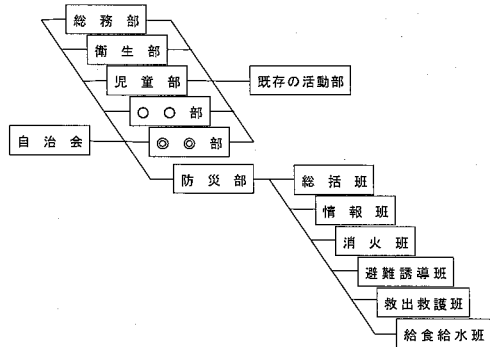 総務部
衛生部
児童部
既存の活動部
○○部
自治会
◎◎部
防災部
総括班
情報班
消火班
避難誘導班
救出救護班
給食給水班